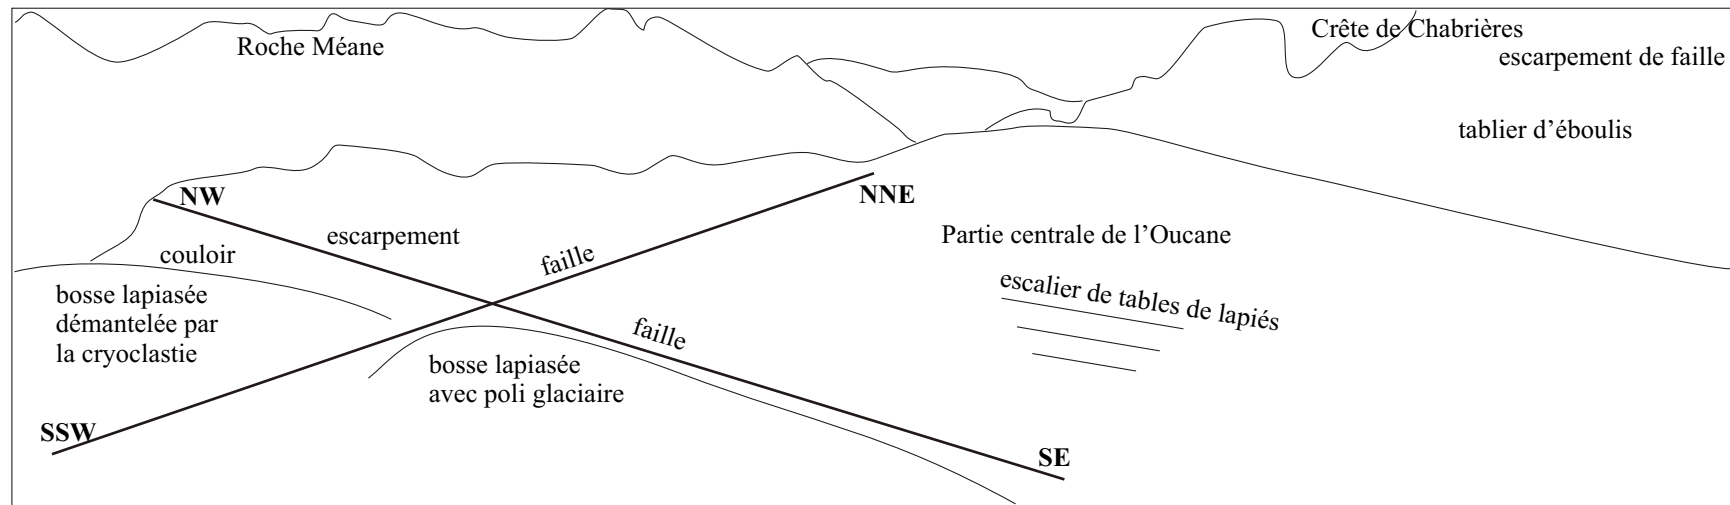 Crête de Chabrières
Roche Méane
escarpement de faille
tablier d’éboulis
NW
NNE
escarpement
Partie centrale de l’Oucane
couloir
faille
escalier de tables de lapiés
bosse lapiasée
démantelée par
la cryoclastie
faille
bosse lapiasée
avec poli glaciaire
SSW
SE